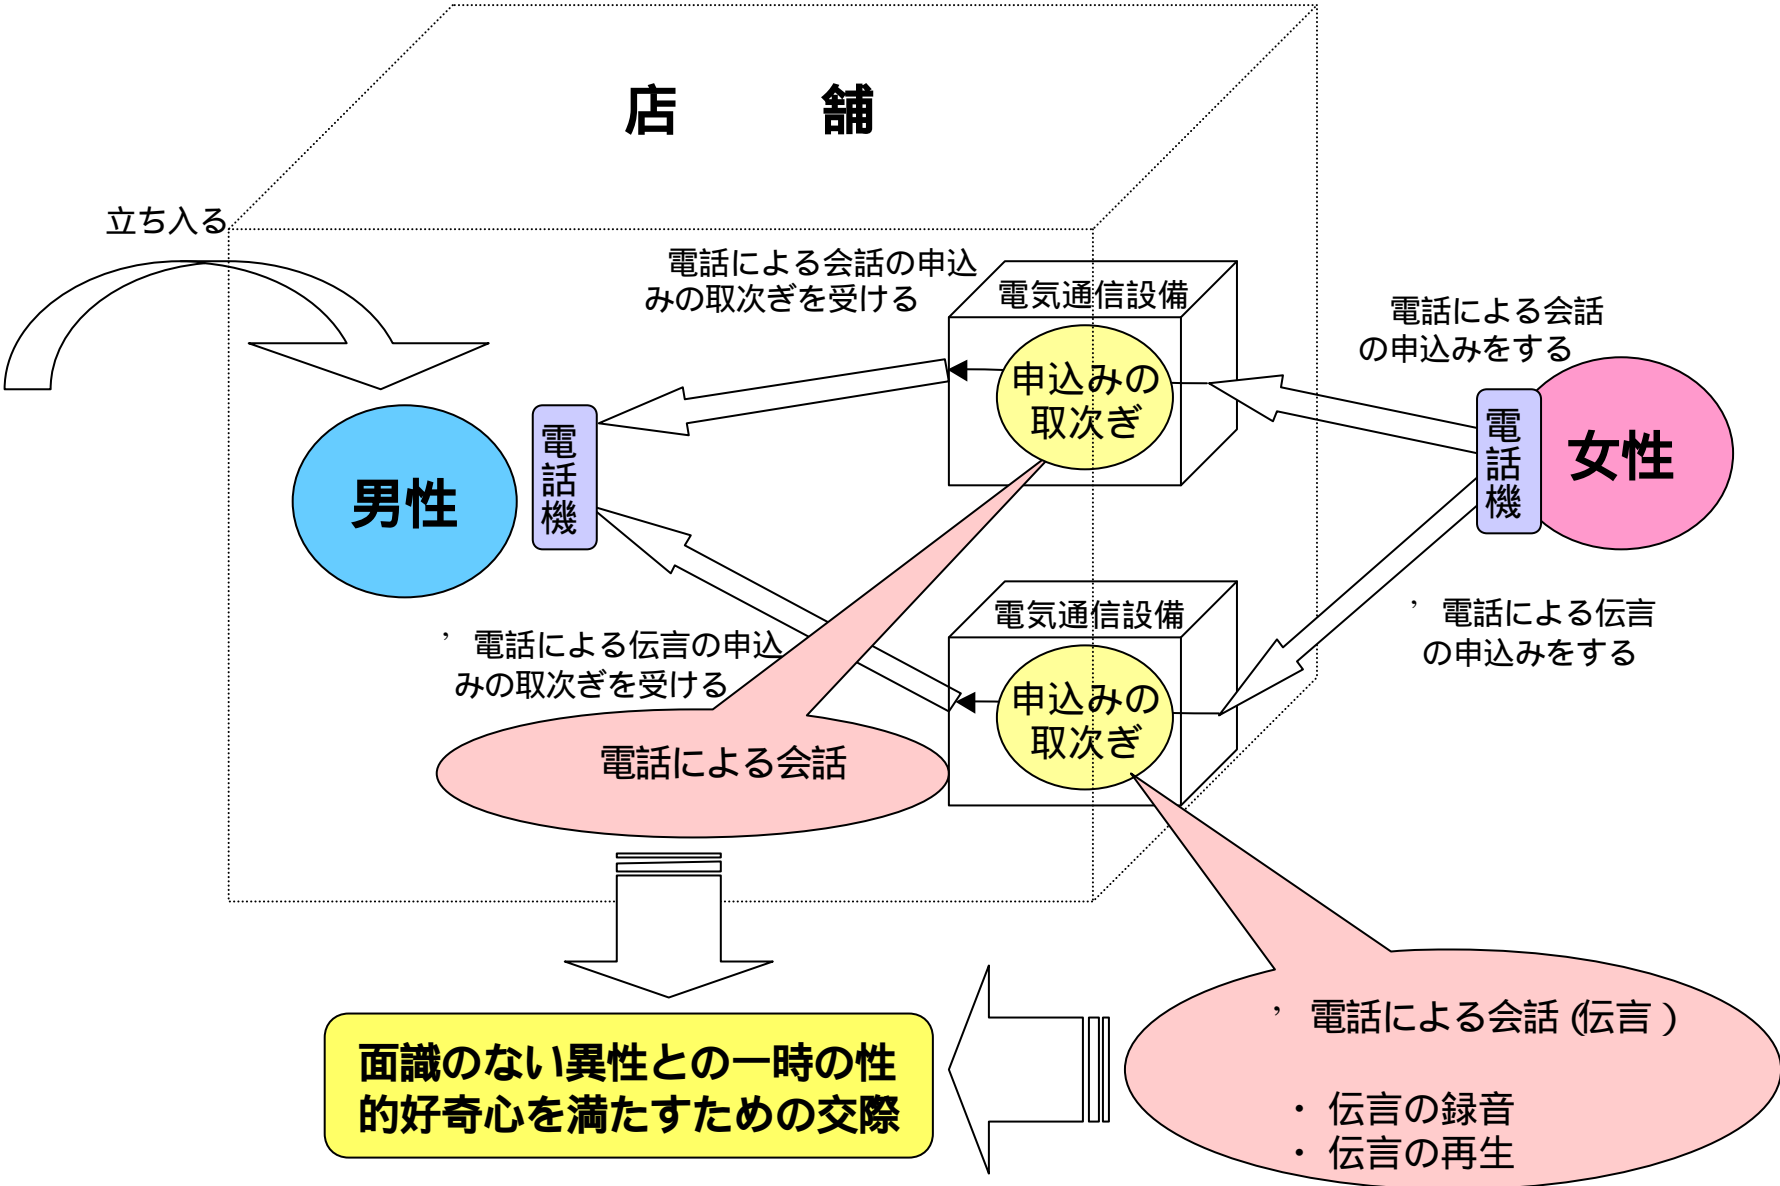 店　舗
立ち入る
電話による会話の申込
みの取次ぎを受ける
電気通信設備
電話による会話
の申込みをする
申込みの
取次ぎ
電話機
男性
電話機
女性
電気通信設備
’ 電話による伝言
の申込みをする
’ 電話による伝言の申込
みの取次ぎを受ける
申込みの
取次ぎ
電話による会話
’ 電話による会話(伝言)
・ 伝言の録音
・ 伝言の再生
面識のない異性との一時の性
的好奇心を満たすための交際